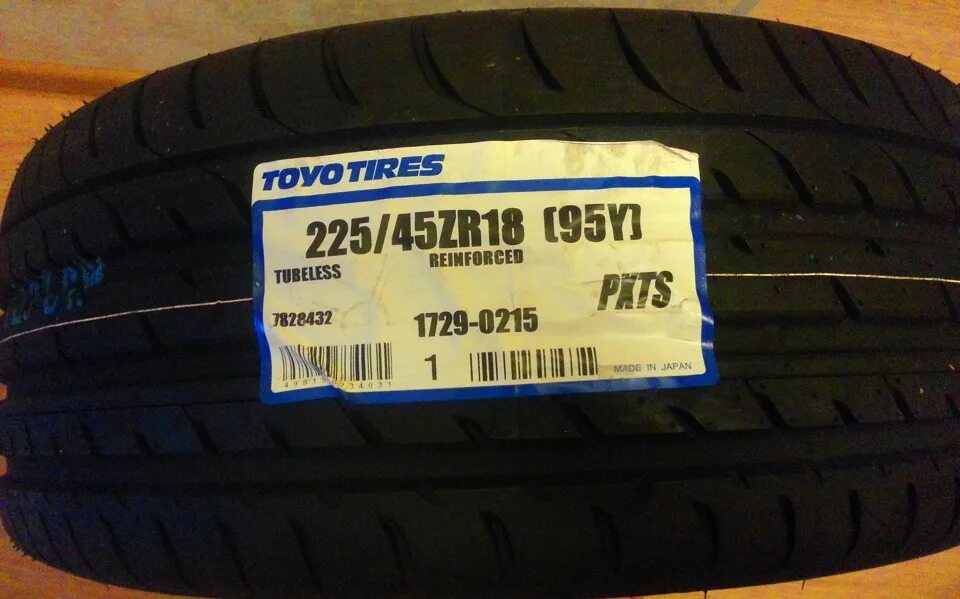 TOYO TIRES
225/45ZR18 (95Y)
REINFORCED
TUBELESS
PXTS
7828432
1729-0215
1
MADE IN JAPAN